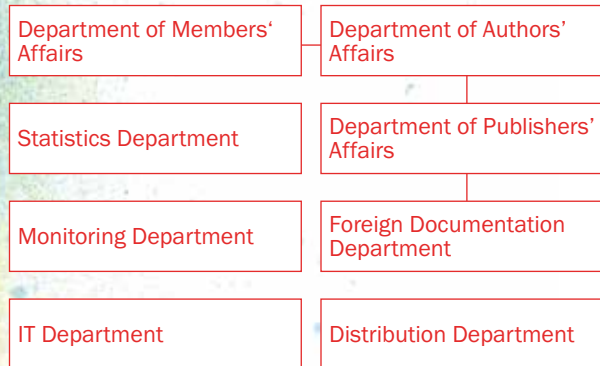 Department of Members‘
Affairs
Department of Authors’
Affairs
Statistics Department
Department of Publishers’
Affairs
Monitoring Department
Foreign Documentation
Department
IT Department
Distribution Department